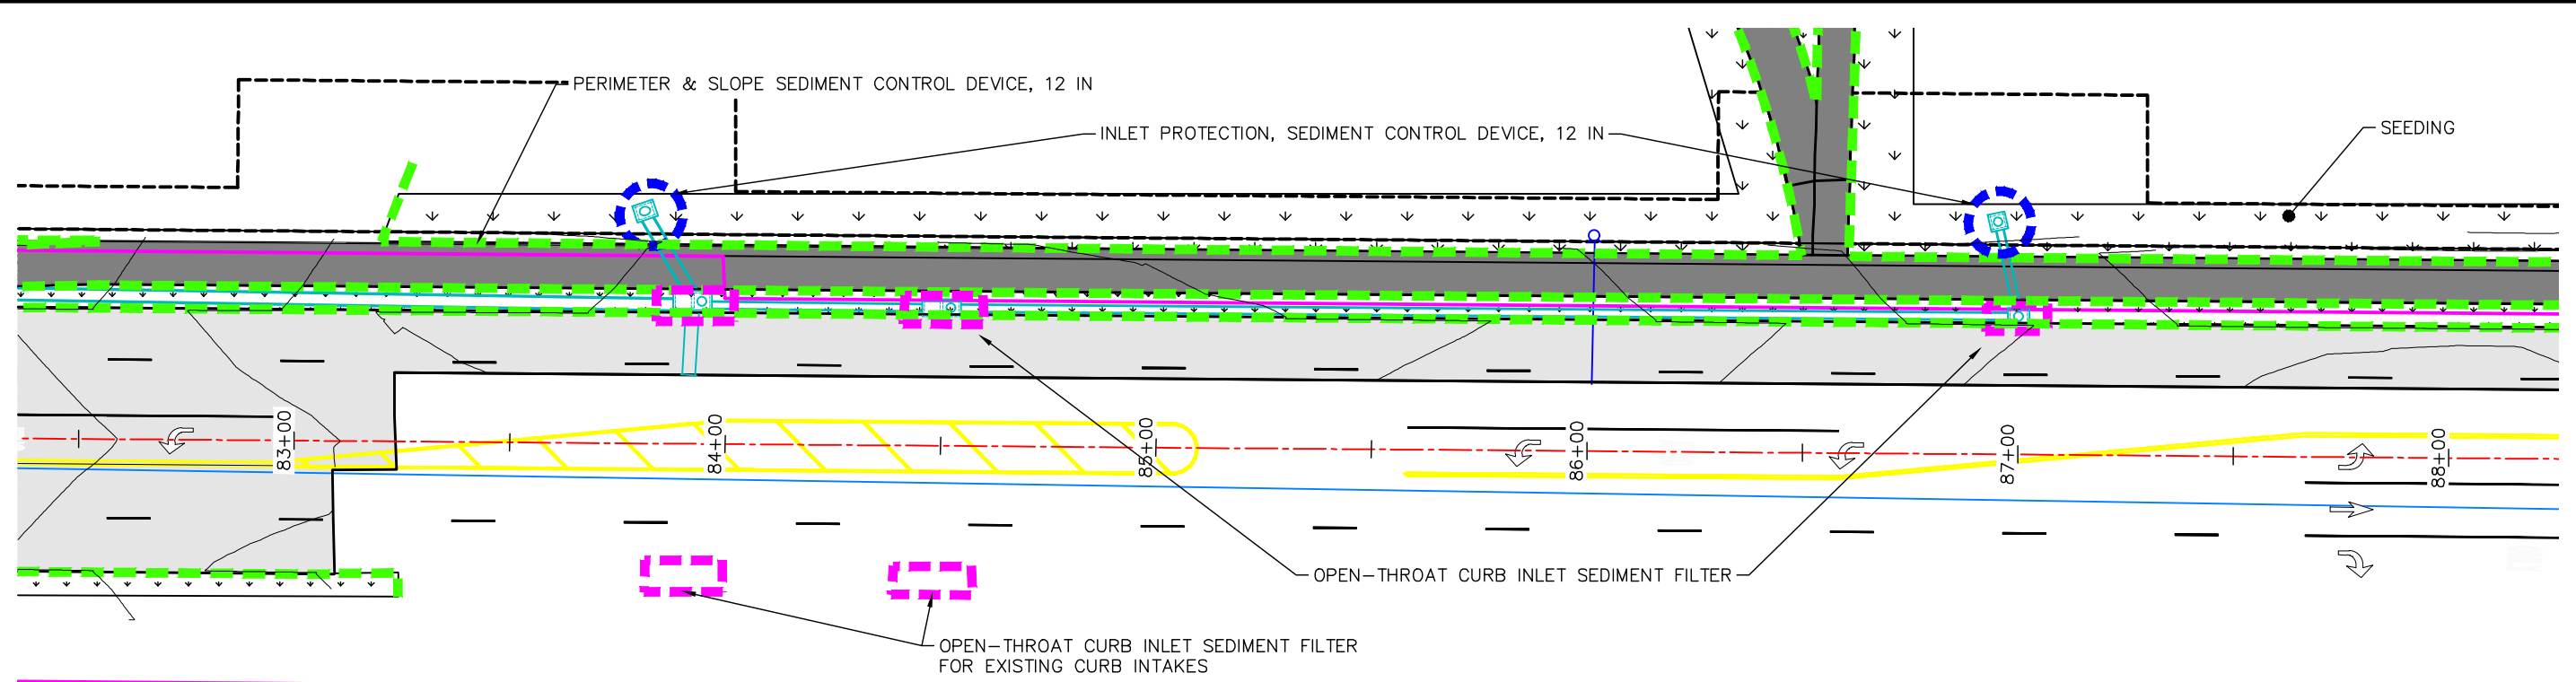 PERIMETER & SLOPE SEDIMENT CONTROL DEVICE, 12 IN
INLET PROTECTION, SEDIMENT CONTROL DEVICE, 12 IN
SEEDING
83+00
84+00
85+00
86+00
87+00
88+00
OPEN-THROAT CURB INLET SEDIMENT FILTER
OPEN-THROAT CURB INLET SEDIMENT FILTER
FOR EXISTING CURB INTAKES